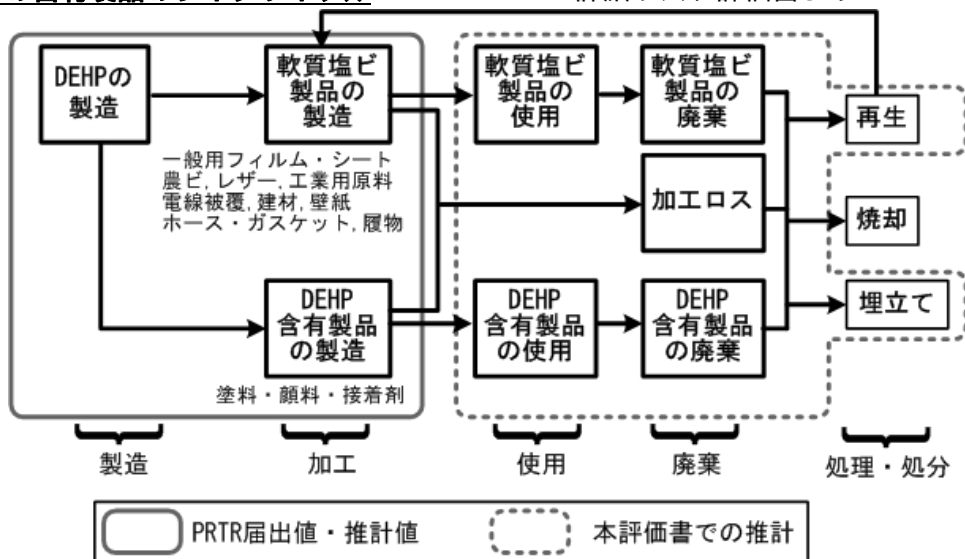 DEHPの
製造
軟質塩ビ
製品の
製造
軟質塩ビ
製品の
使用
軟質塩ビ
製品の
廃棄
再生
一般用フィルム・シート
農ビ,レザー,工業用原料
電線被覆,建材,壁紙
ホース・ガスケット,履物
加工ロス
焼却
DEHP
含有製品
の製造
DEHP
含有製品
の使用
DEHP
含有製品
の廃棄
埋立て
塗料・顔料・接着剤
製造
加工
使用
廃棄
処理・処分
PRTR届出値・推計値
本評価書での推計